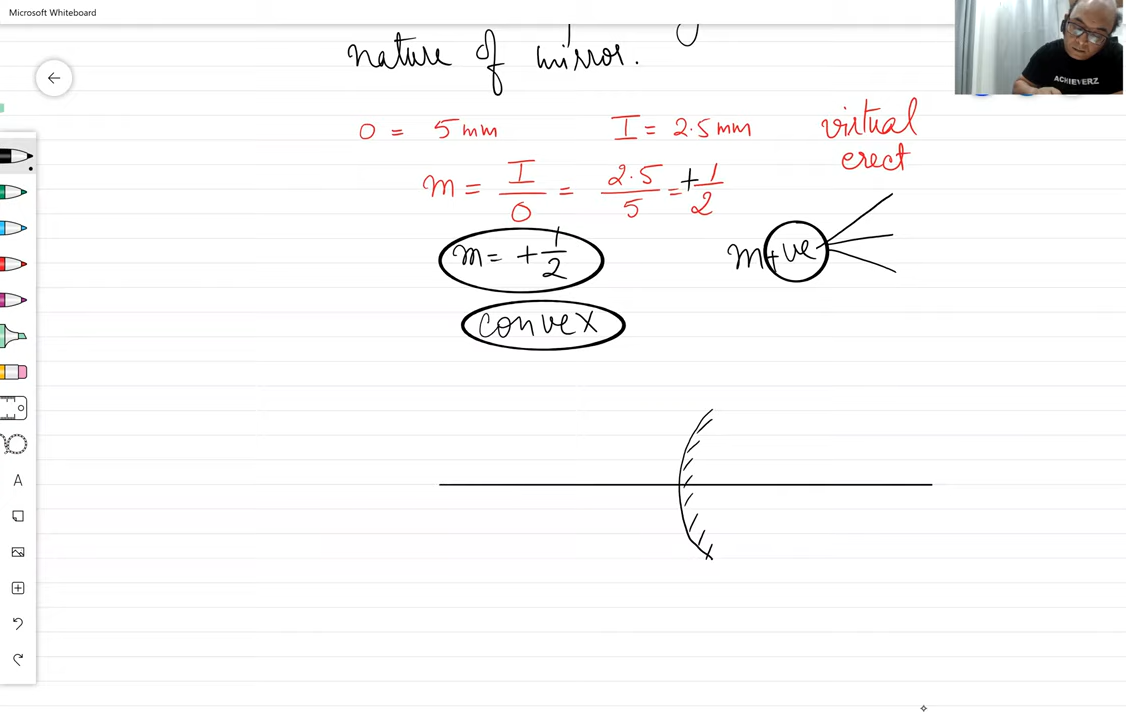 Microsoft Whiteboard
ACHIEVERZ
nature of mirror.
O = 5 mm I = 2.5 mm virtual
erect
m = I/O = 2.5/5 = +1/2
m = +1/2 m +ve
convex
A